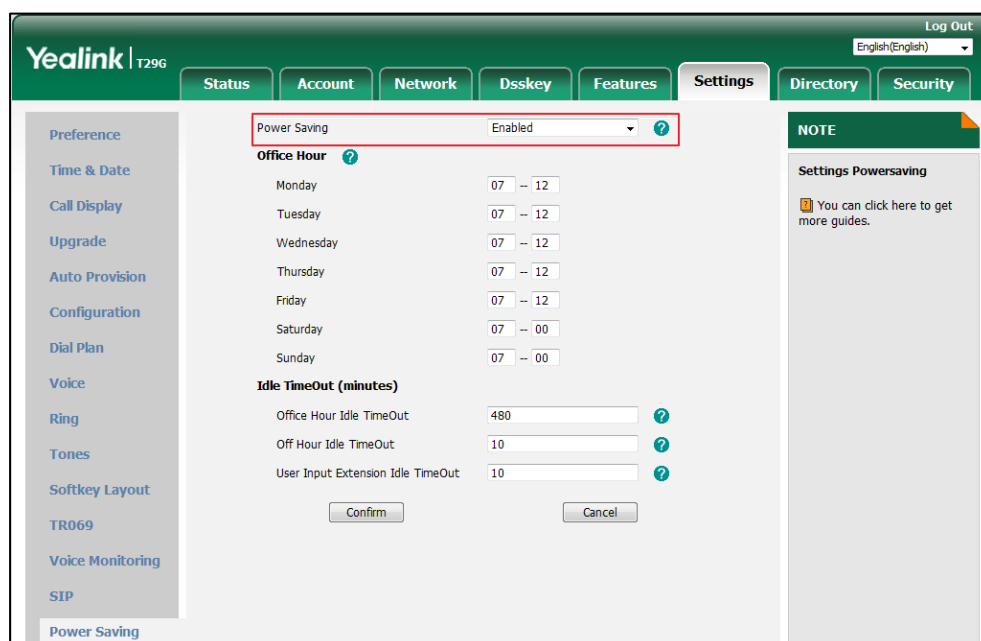 Log Out
English(English)
Yealink T29G
Status Account Network Dsskey Features Settings Directory Security
Preference
Time & Date
Call Display
Upgrade
Auto Provision
Configuration
Dial Plan
Voice
Ring
Tones
Softkey Layout
TR069
Voice Monitoring
SIP
Power Saving
Power Saving Enabled ?
Office Hour ?
Monday 07 -- 12
Tuesday 07 -- 12
Wednesday 07 -- 12
Thursday 07 -- 12
Friday 07 -- 12
Saturday 07 -- 00
Sunday 07 -- 00
Idle TimeOut (minutes)
Office Hour Idle TimeOut 480 ?
Off Hour Idle TimeOut 10 ?
User Input Extension Idle TimeOut 10 ?
Confirm Cancel
NOTE
Settings Powersaving
? You can click here to get
more guides.